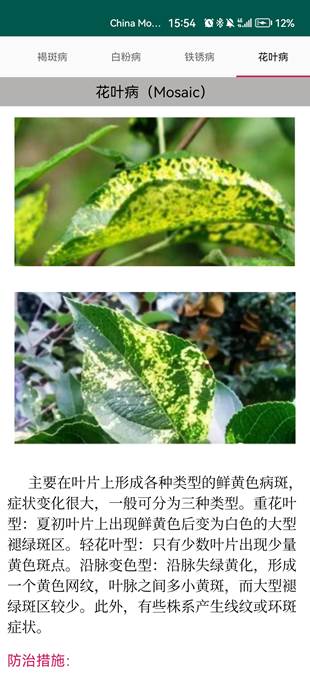 China Mo... 15:54 12%
褐斑病 白粉病 铁锈病 花叶病
花叶病（Mosaic）
主要在叶片上形成各种类型的鲜黄色病斑，
症状变化很大，一般可分为三种类型。重花叶
型：夏初叶片上出现鲜黄色后变为白色的大型
褪绿斑区。轻花叶型：只有少数叶片出现少量
黄色斑点。沿脉变色型：沿脉失绿黄化，形成
一个黄色网纹，叶脉之间多小黄斑，而大型褪
绿斑区较少。此外，有些株系产生线纹或环斑
症状。
防治措施：